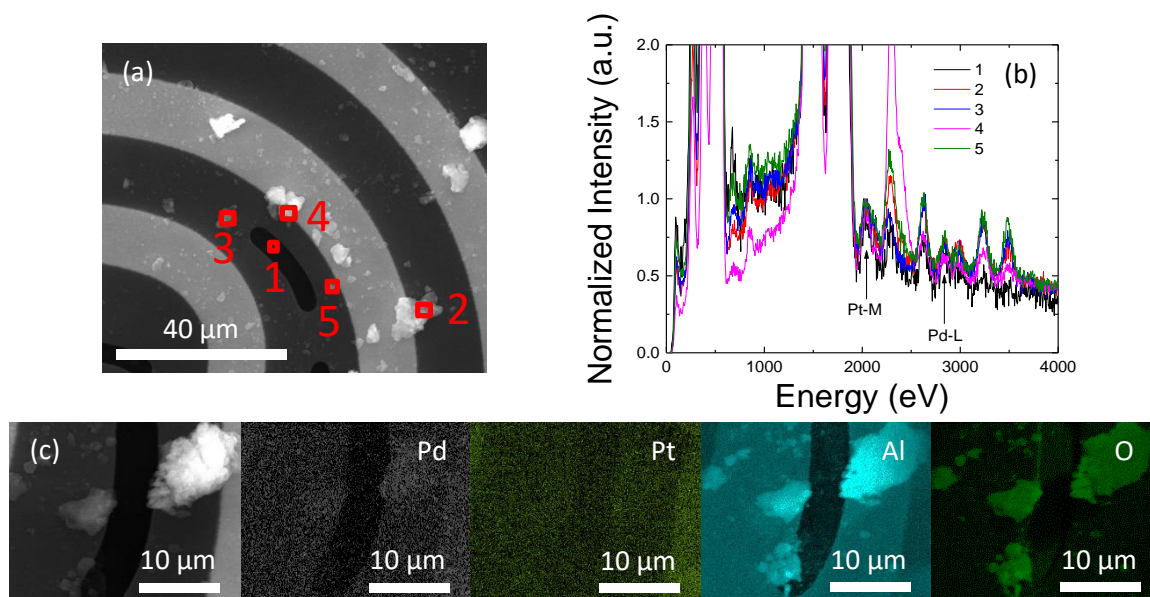 (a)
3
1
4
5
2
40 µm
(b)
Normalized Intensity (a.u.)
2.0
1.5
1.0
0.5
0.0
1
2
3
4
5
Pt-M
Pd-L
0 1000 2000 3000 4000
Energy (eV)
(c) Pd Pt Al O
10 µm 10 µm 10 µm 10 µm 10 µm